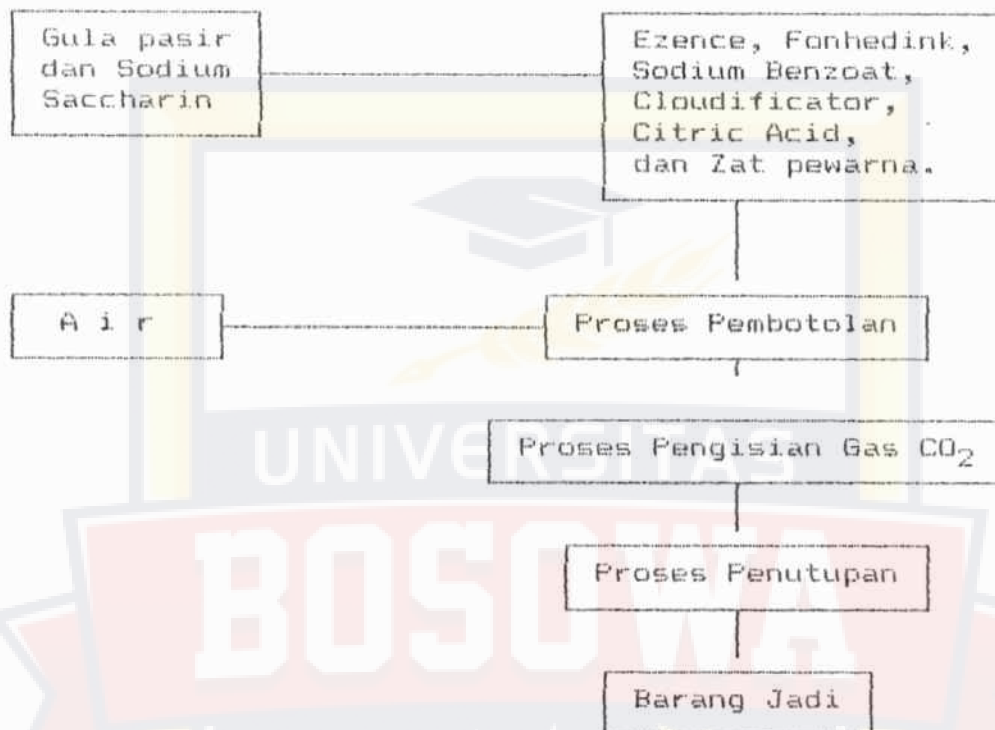 Gula pasir
dan Sodium
Saccharin
Ezence, Fonhedink,
Sodium Benzoat,
Cloudificator,
Citric Acid,
dan Zat pewarna.
A i r
Proses Pembotolan
Proses Pengisian Gas CO2
UNIVERSITAS
Proses Penutupan
BOSOWA
Barang Jadi